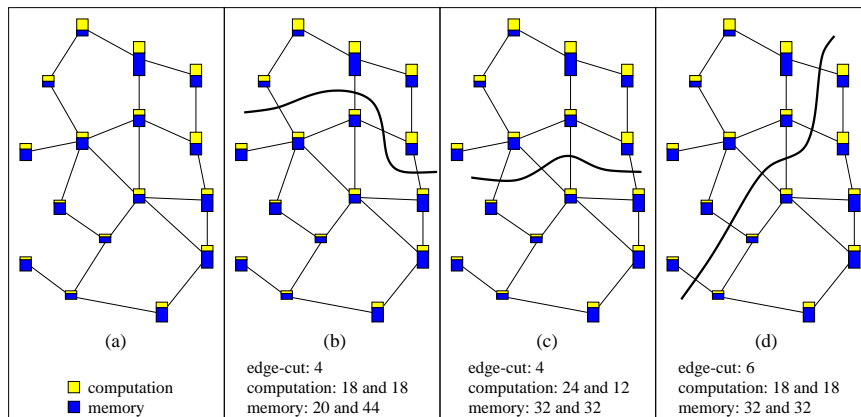 (a)
computation
memory
(b)
edge-cut: 4
computation: 18 and 18
memory: 20 and 44
(c)
edge-cut: 4
computation: 24 and 12
memory: 32 and 32
(d)
edge-cut: 6
computation: 18 and 18
memory: 32 and 32